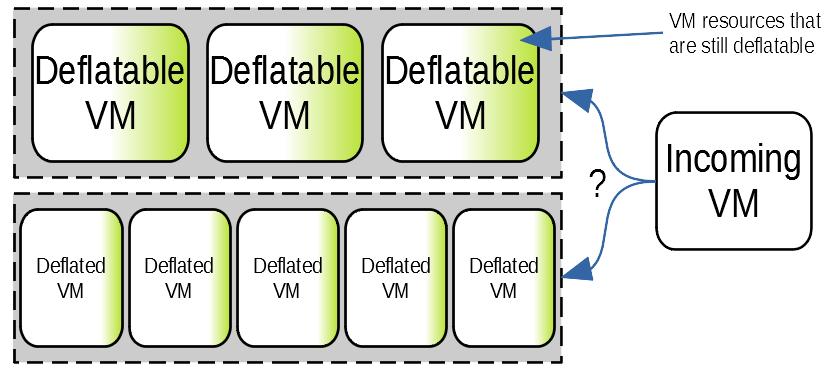 VM resources that
are still deflatable
Deflatable
VM
Deflatable
VM
Deflatable
VM
Incoming
VM
?
Deflated
VM
Deflated
VM
Deflated
VM
Deflated
VM
Deflated
VM